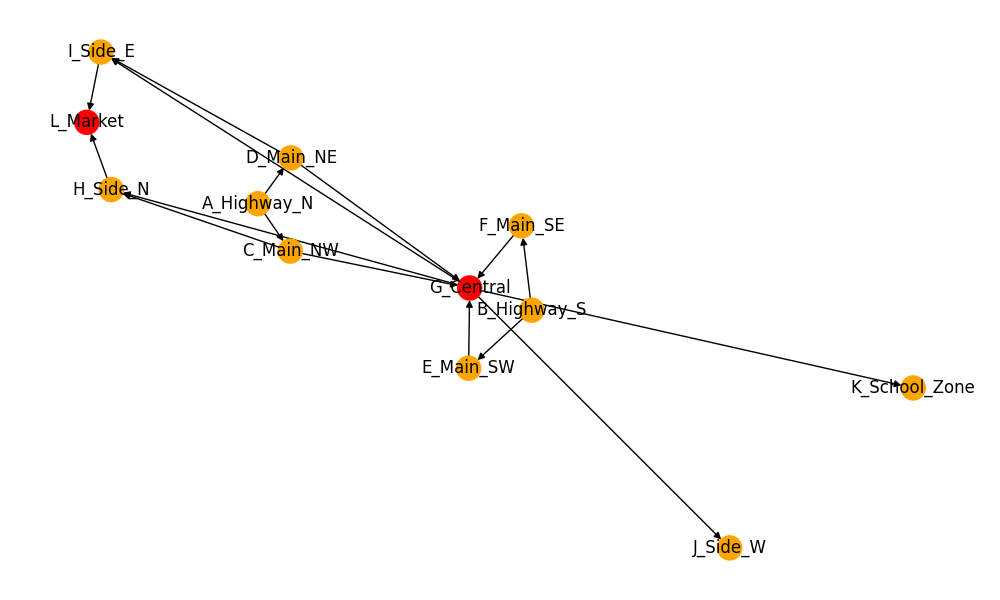 I_Side_E
L_Market
D_Main_NE
H_Side_N
A_Highway_N
F_Main_SE
C_Main_NW
G_Central
B_Highway_S
E_Main_SW
K_School_Zone
J_Side_W